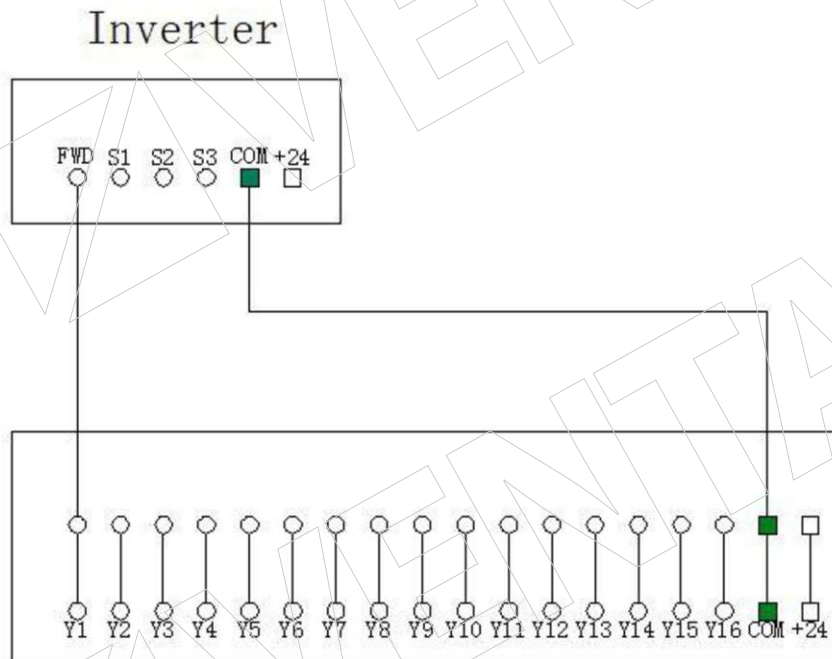 Inverter
FWD S1 S2 S3 COM +24
Y1 Y2 Y3 Y4 Y5 Y6 Y7 Y8 Y9 Y10 Y11 Y12 Y13 Y14 Y15 Y16 COM +24